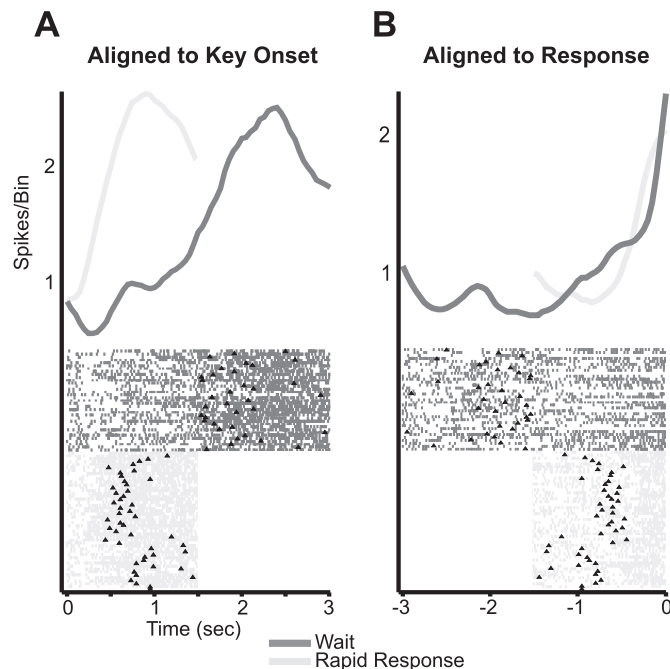 A
B
Aligned to Key Onset
Aligned to Response
Spikes/Bin
2
1
2
1
0
1
2
3
-3
-2
-1
0
Time (sec)
Wait
Rapid Response